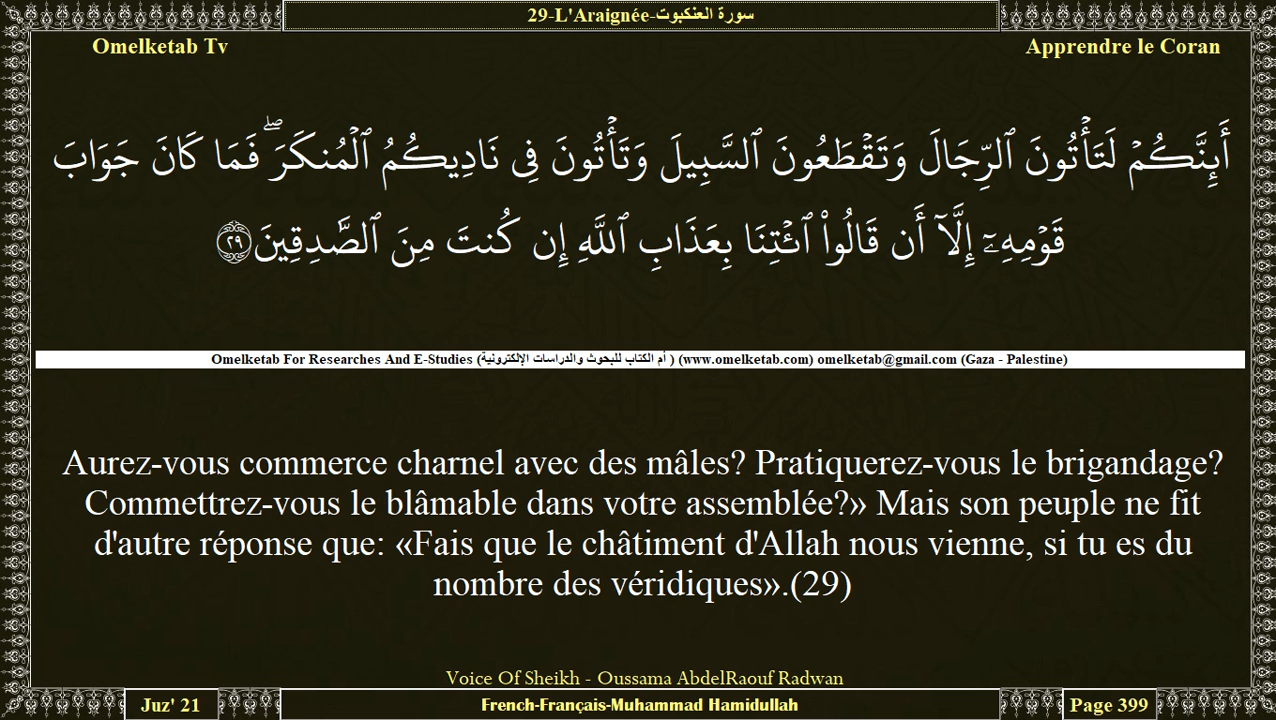 29-L'Araignée-سورة العنكبوت
Omelketab Tv
Apprendre le Coran
أَئِنَّكُمۡ لَتَأۡتُونَ ٱلرِّجَالَ وَتَقۡطَعُونَ ٱلسَّبِيلَ وَتَأۡتُونَ فِي نَادِيكُمُ ٱلۡمُنكَرَۖ فَمَا كَانَ جَوَابَ
قَوۡمِهِۦٓ إِلَّآ أَن قَالُواْ ٱئۡتِنَا بِعَذَابِ ٱللَّهِ إِن كُنتَ مِنَ ٱلصَّٰدِقِينَ ٢٩
Omelketab For Researches And E-Studies (أم الكتاب للبحوث والدراسات الإلكترونية ) (www.omelketab.com) omelketab@gmail.com (Gaza - Palestine)
Aurez-vous commerce charnel avec des mâles? Pratiquerez-vous le brigandage?
Commettrez-vous le blâmable dans votre assemblée?» Mais son peuple ne fit
d'autre réponse que: «Fais que le châtiment d'Allah nous vienne, si tu es du
nombre des véridiques».(29)
Voice Of Sheikh - Oussama AbdelRaouf Radwan
Juz' 21
French-Français-Muhammad Hamidullah
Page 399